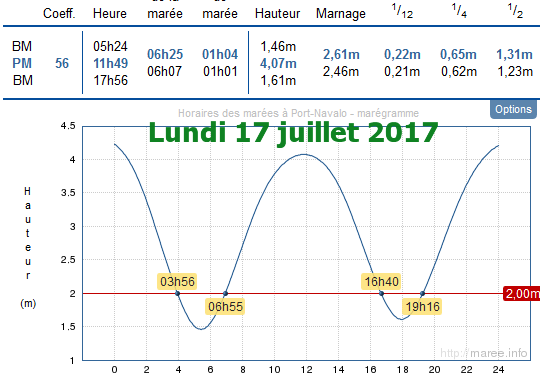 Coeff. Heure marée marée Hauteur Marnage 1/12 1/4 1/2
BM 05h24 1,46m
06h25 01h04 2,61m 0,22m 0,65m 1,31m
PM 56 11h49 4,07m
06h07 01h01 2,46m 0,21m 0,62m 1,23m
BM 17h56 1,61m
Options
Horaires des marées à Port-Navalo - marégramme
Lundi 17 juillet 2017
4.5
4
3.5
3
2.5
2
1.5
1
Hauteur
(m)
03h56
06h55
16h40
19h16
2,00m
http://maree.info
0 2 4 6 8 10 12 14 16 18 20 22 24